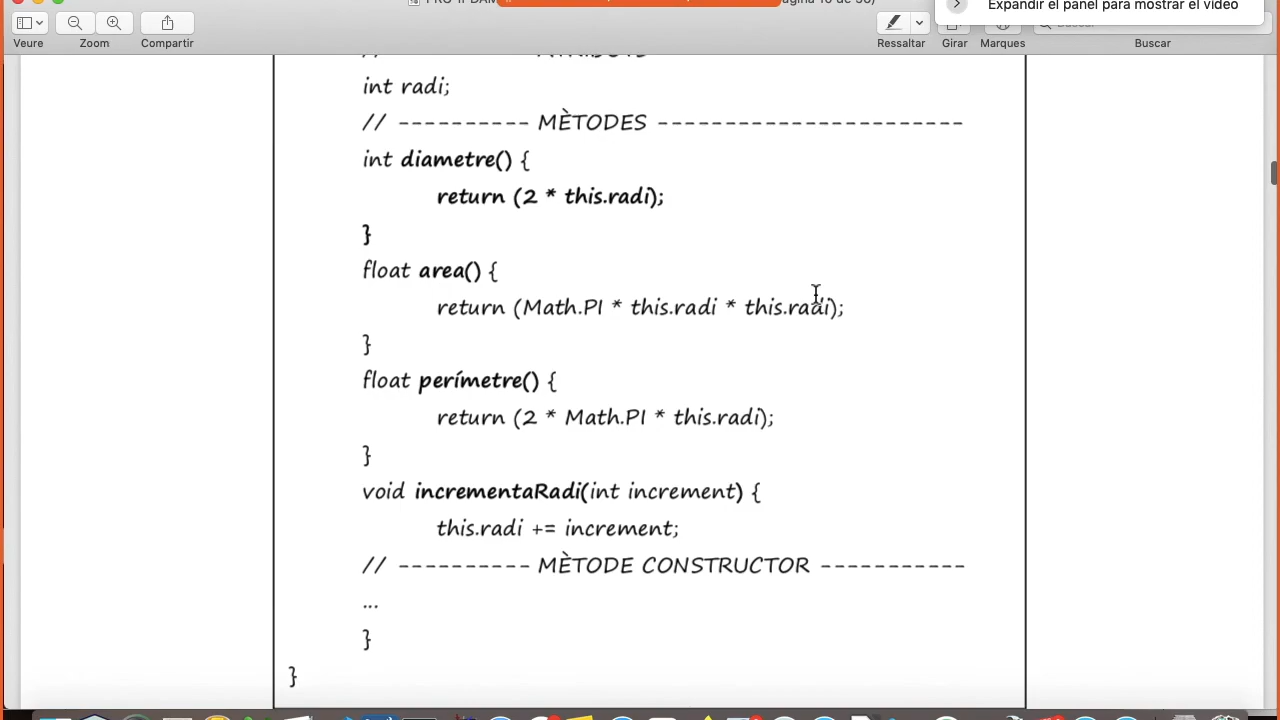 Expandir el panel para mostrar el vídeo
Veure
Zoom
Compartir
Ressaltar
Girar
Marques
Buscar
int radi;
// ---------- MÈTODES -----------------------
int diametre() {
return (2 * this.radi);
}
float area() {
return (Math.PI * this.radi * this.radi);
}
float perímetre() {
return (2 * Math.PI * this.radi);
}
void incrementaRadi(int increment) {
this.radi += increment;
// ---------- MÈTODE CONSTRUCTOR -----------
...
}
}